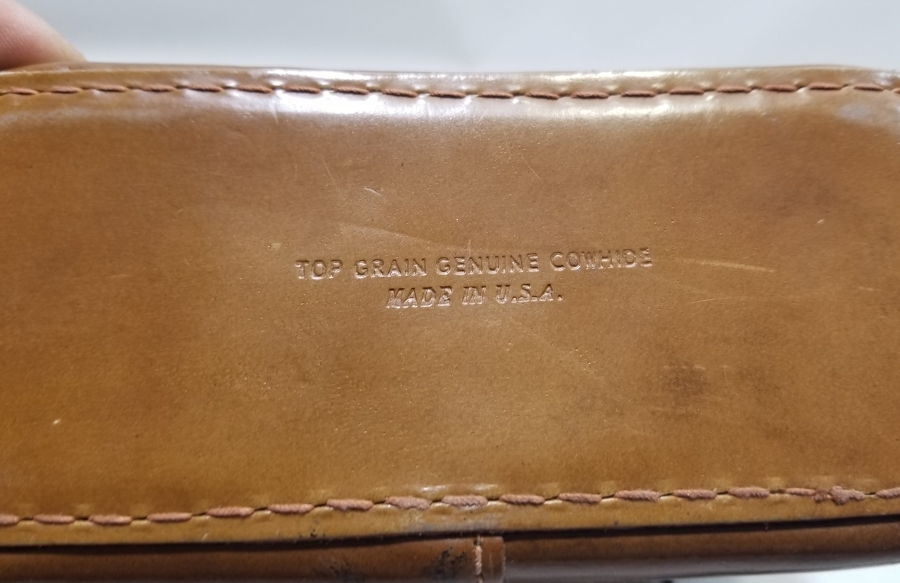 TOP GRAIN GENUINE COWHIDE
MADE IN U.S.A.